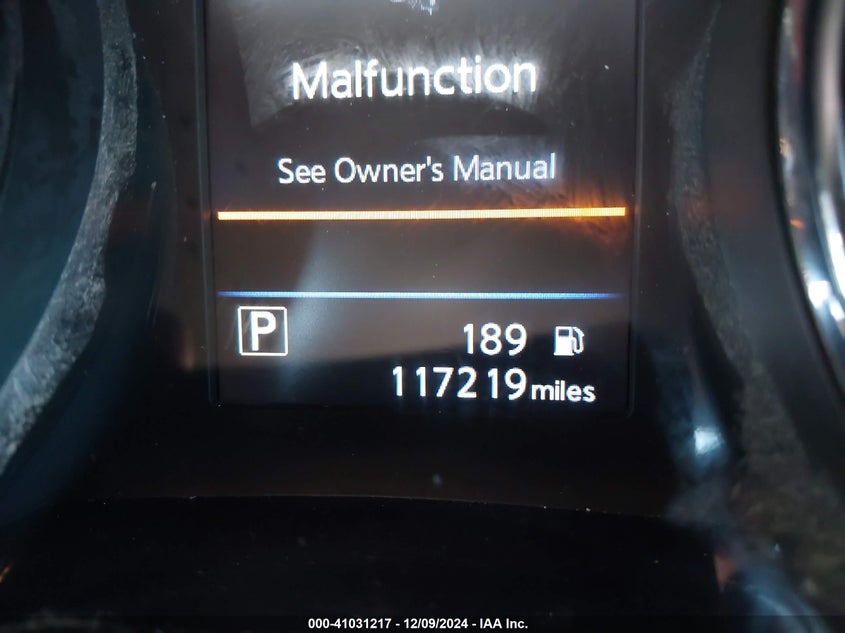 Malfunction
See Owner's Manual
P
189
117219 miles
000-41031217 - 12/09/2024 - IAA Inc.